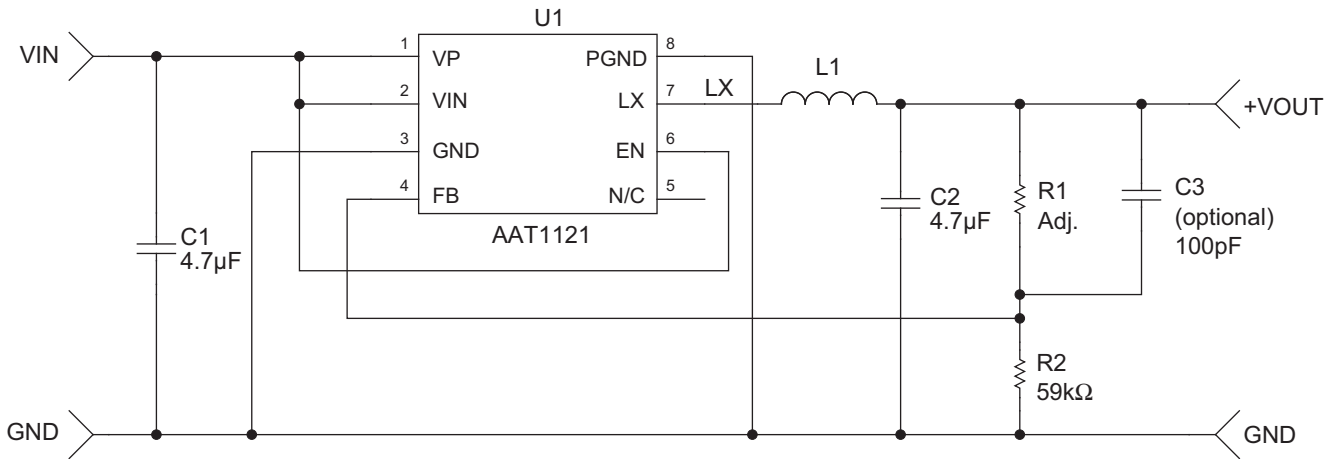 U1
VIN
1
VP
PGND
8
2
VIN
LX
7
LX
L1
+VOUT
3
GND
EN
6
4
FB
N/C
5
AAT1121
C1
4.7µF
C2
4.7µF
R1
Adj.
C3
(optional)
100pF
R2
59kΩ
GND
GND